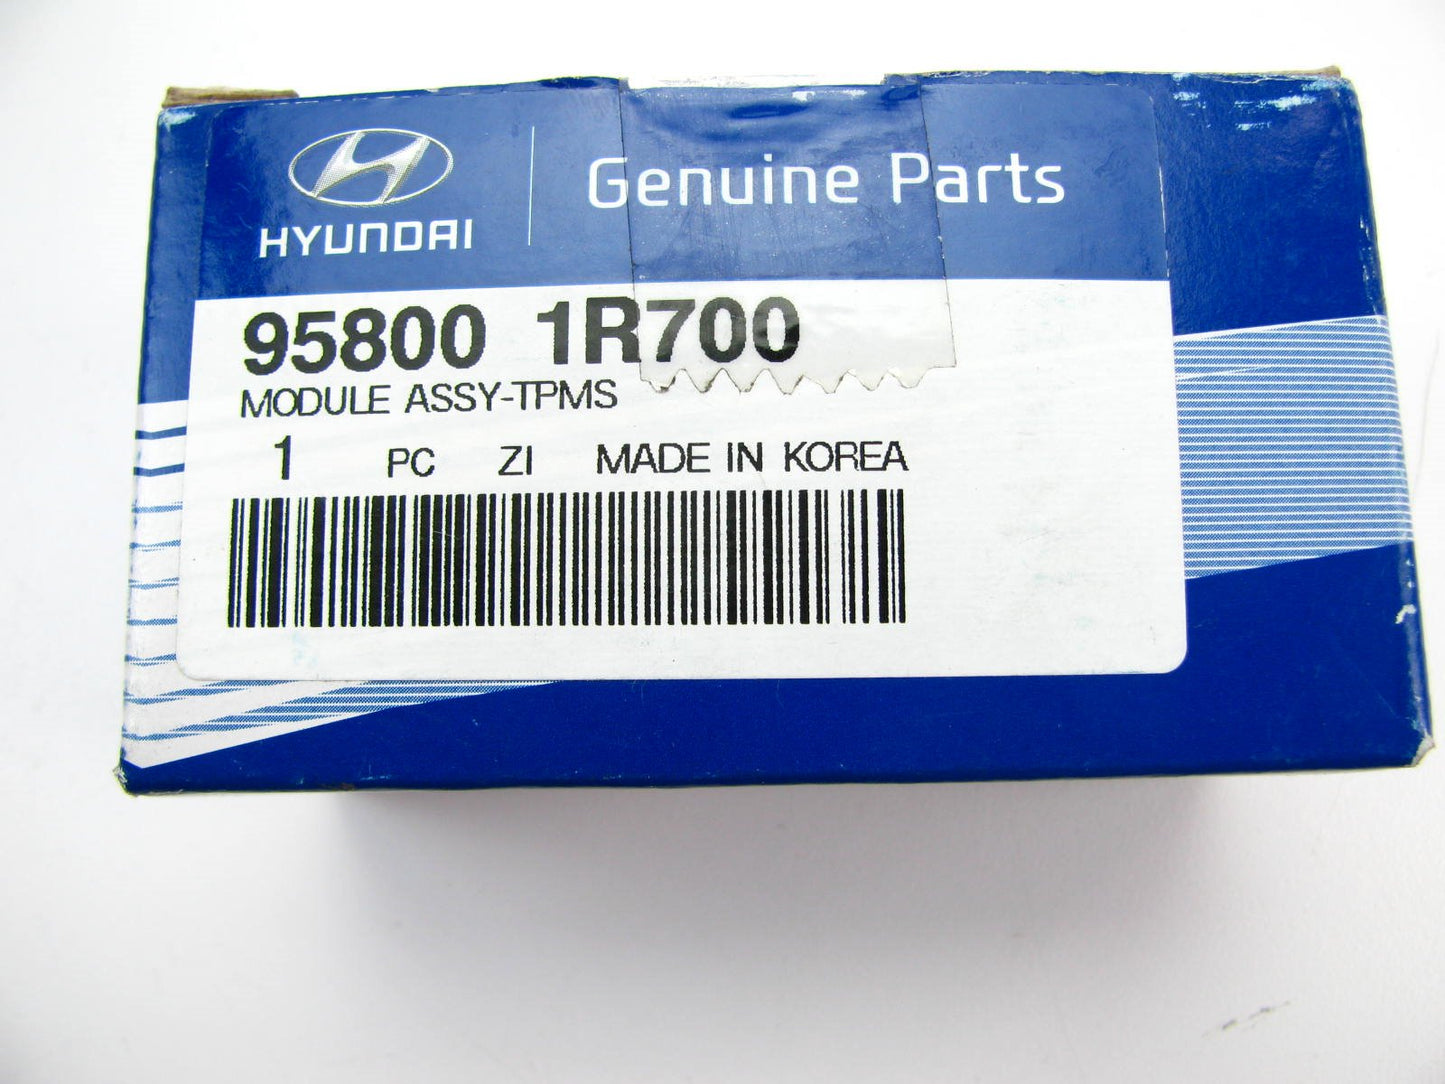 HYUNDAI
Genuine Parts
95800 1R700
MODULE ASSY-TPMS
1 PC ZI MADE IN KOREA